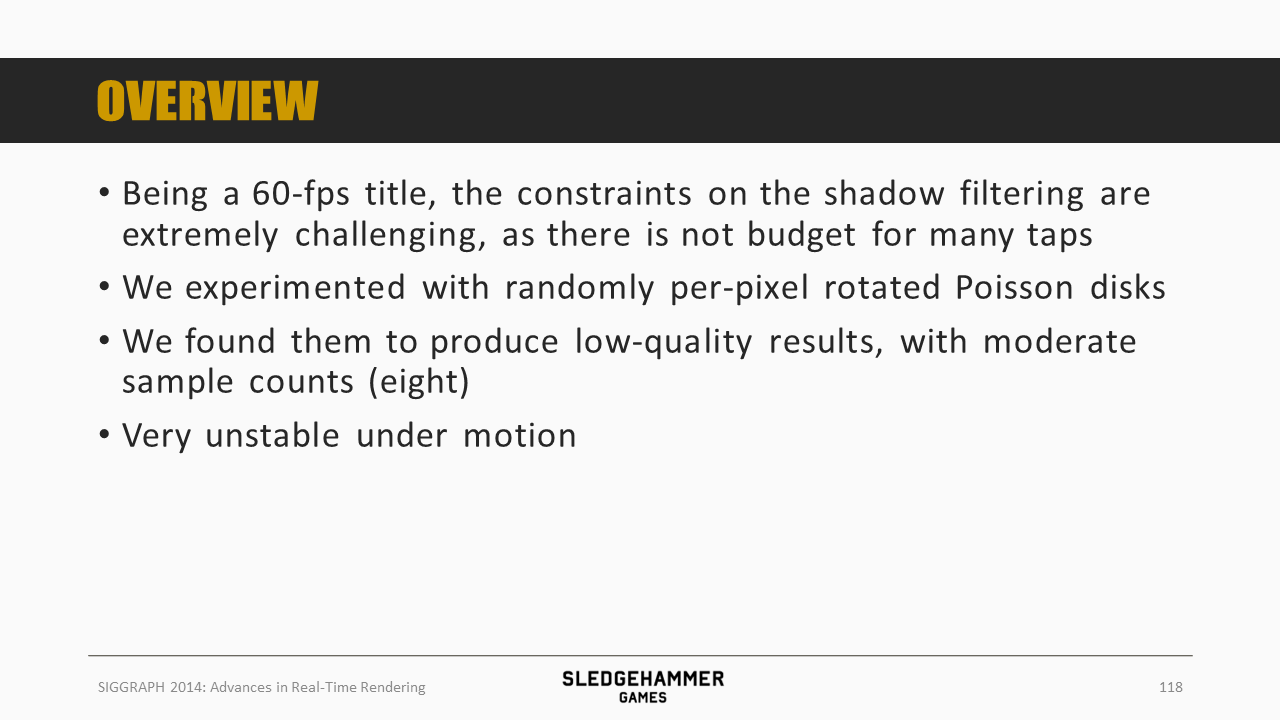 OVERVIEW
• Being a 60-fps title, the constraints on the shadow filtering are
extremely challenging, as there is not budget for many taps
• We experimented with randomly per-pixel rotated Poisson disks
• We found them to produce low-quality results, with moderate
sample counts (eight)
• Very unstable under motion
SIGGRAPH 2014: Advances in Real-Time Rendering
SLEDGEHAMMER
GAMES
118